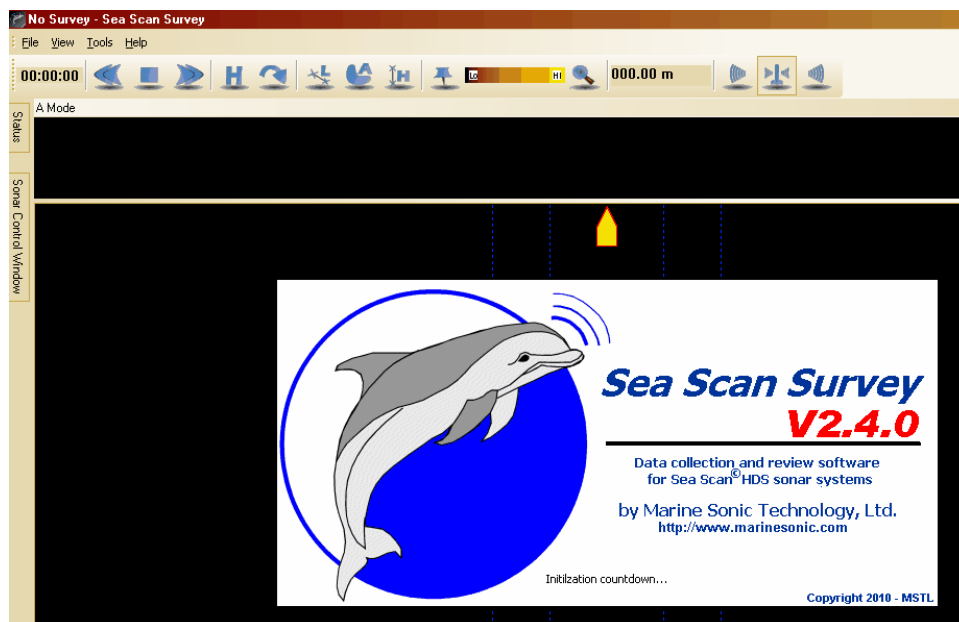 No Survey - Sea Scan Survey
File View Tools Help
00:00:00 H L A H LO HI 000.00 m
A Mode
Status
Sonar Control Window
Sea Scan Survey
V2.4.0
Data collection and review software
for Sea Scan©HDS sonar systems
by Marine Sonic Technology, Ltd.
http://www.marinesonic.com
Initilzation countdown...
Copyright 2010 - MSTL